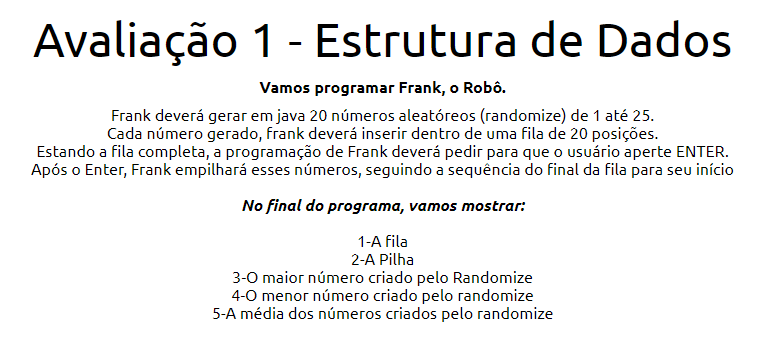 Avaliação 1 - Estrutura de Dados
Vamos programar Frank, o Robô.
Frank deverá gerar em java 20 números aleatóreos (randomize) de 1 até 25.
Cada número gerado, frank deverá inserir dentro de uma fila de 20 posições.
Estando a fila completa, a programação de Frank deverá pedir para que o usuário aperte ENTER.
Após o Enter, Frank empilhará esses números, seguindo a sequência do final da fila para seu início
No final do programa, vamos mostrar:
1-A fila
2-A Pilha
3-O maior número criado pelo Randomize
4-O menor número criado pelo randomize
5-A média dos números criados pelo randomize